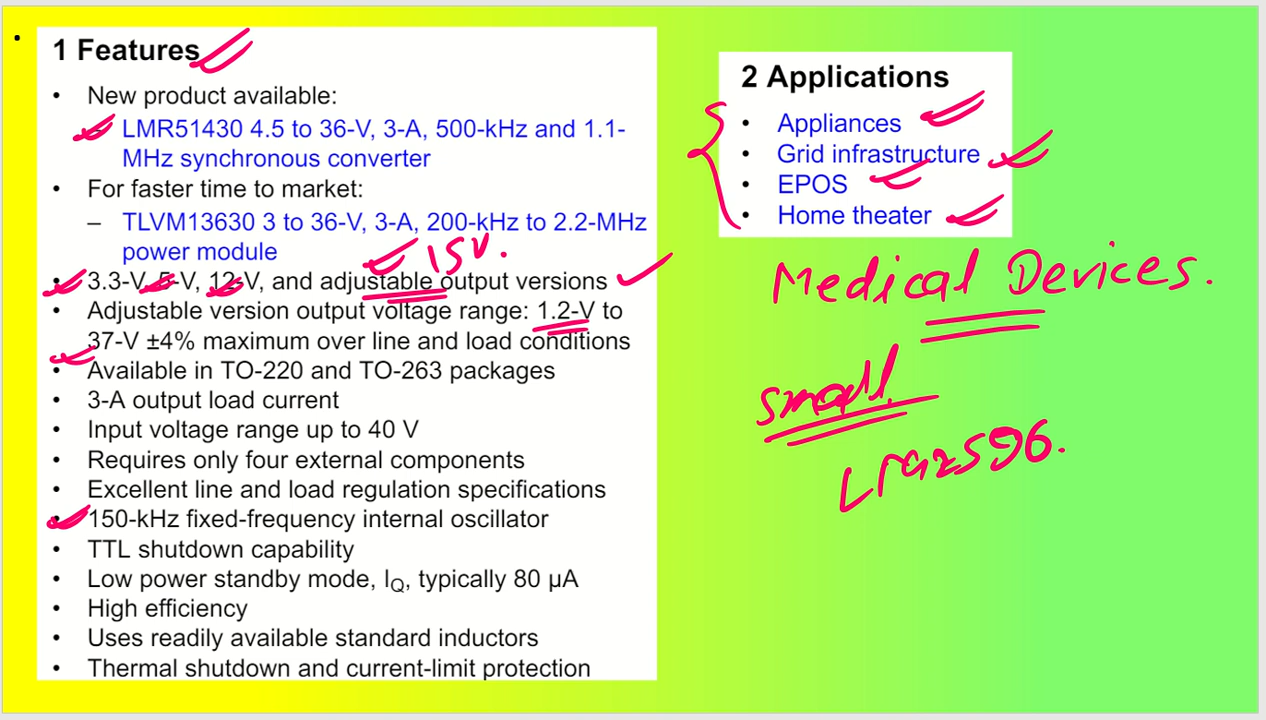 1 Features
• New product available:
LMR51430 4.5 to 36-V, 3-A, 500-kHz and 1.1-
MHz synchronous converter
• For faster time to market:
– TLVM13630 3 to 36-V, 3-A, 200-kHz to 2.2-MHz
power module
15V.
• 3.3-V, 5-V, 12-V, and adjustable output versions
• Adjustable version output voltage range: 1.2-V to
37-V ±4% maximum over line and load conditions
• Available in TO-220 and TO-263 packages
• 3-A output load current
• Input voltage range up to 40 V
• Requires only four external components
• Excellent line and load regulation specifications
• 150-kHz fixed-frequency internal oscillator
• TTL shutdown capability
• Low power standby mode, IQ, typically 80 μA
• High efficiency
• Uses readily available standard inductors
• Thermal shutdown and current-limit protection
2 Applications
• Appliances
• Grid infrastructure
• EPOS
• Home theater
Medical Devices.
small
LM2596.